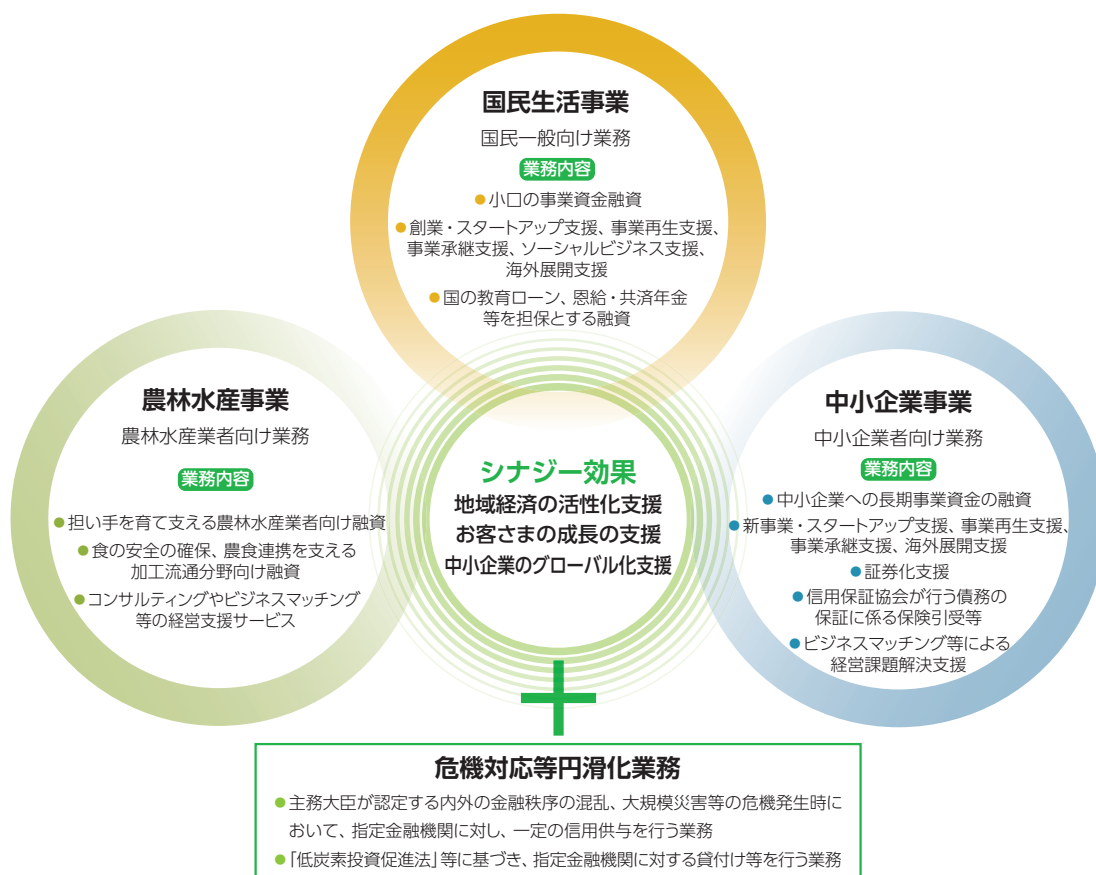 国民生活事業
国民一般向け業務
業務内容
●小口の事業資金融資
●創業・スタートアップ支援、事業再生支援、
事業承継支援、ソーシャルビジネス支援、
海外展開支援
●国の教育ローン、恩給・共済年金
等を担保とする融資
農林水産事業
農林水産業者向け業務
業務内容
●担い手を育て支える農林水産業者向け融資
●食の安全の確保、農食連携を支える
加工流通分野向け融資
●コンサルティングやビジネスマッチング
等の経営支援サービス
シナジー効果
地域経済の活性化支援
お客さまの成長の支援
中小企業のグローバル化支援
中小企業事業
中小企業者向け業務
業務内容
●中小企業への長期事業資金の融資
●新事業・スタートアップ支援、事業再生支援、
事業承継支援、海外展開支援
●証券化支援
●信用保証協会が行う債務の
保証に係る保険引受等
●ビジネスマッチング等による
経営課題解決支援
危機対応等円滑化業務
●主務大臣が認定する内外の金融秩序の混乱、大規模災害等の危機発生時に
おいて、指定金融機関に対し、一定の信用供与を行う業務
●「低炭素投資促進法」等に基づき、指定金融機関に対する貸付け等を行う業務